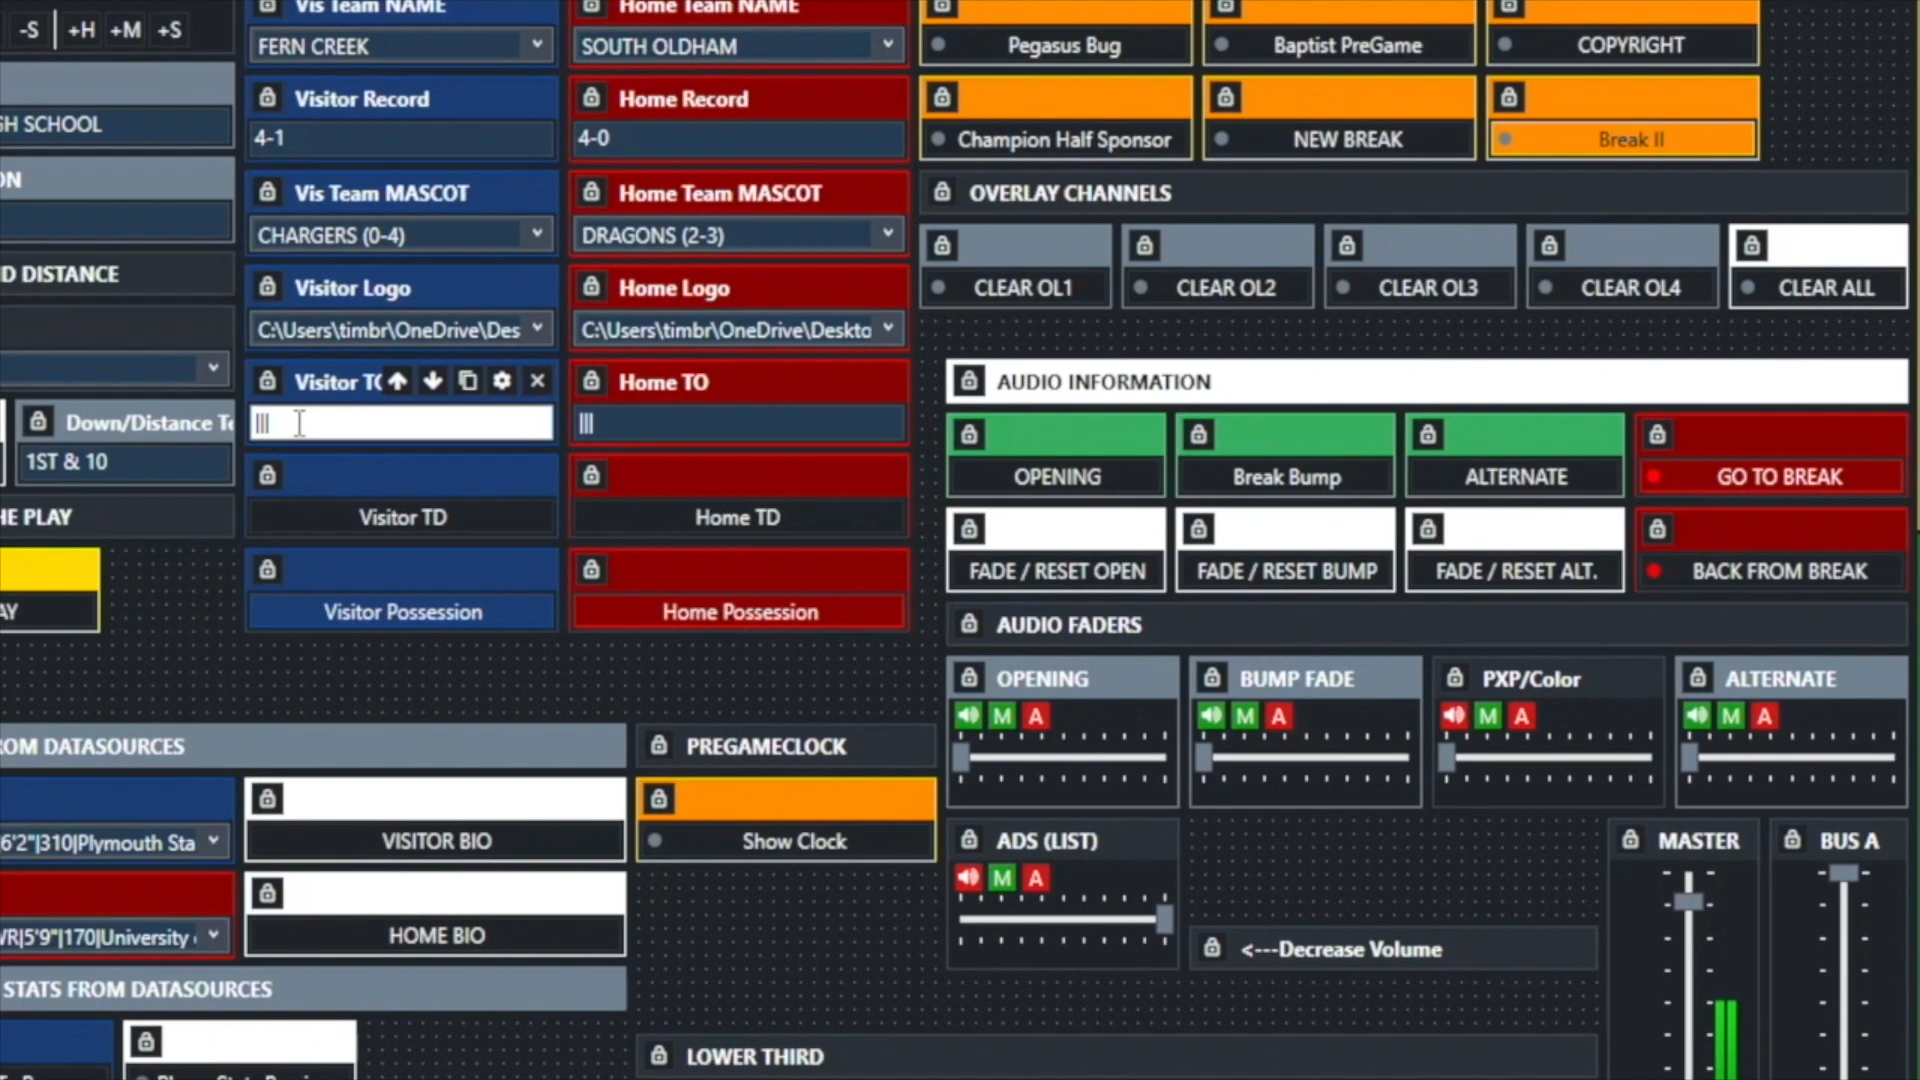 -S +H +M +S
Vis Team NAME
Home Team NAME
FERN CREEK
SOUTH OLDHAM
Pegasus Bug
Baptist PreGame
COPYRIGHT
Visitor Record
Home Record
GH SCHOOL
4-1
4-0
Champion Half Sponsor
NEW BREAK
Break II
ON
Vis Team MASCOT
Home Team MASCOT
OVERLAY CHANNELS
CHARGERS (0-4)
DRAGONS (2-3)
D DISTANCE
Visitor Logo
Home Logo
CLEAR OL1
CLEAR OL2
CLEAR OL3
CLEAR OL4
CLEAR ALL
C:\Users\timbr\OneDrive\Des
C:\Users\timbr\OneDrive\Deskto
Visitor TO
Home TO
AUDIO INFORMATION
|||
|||
Down/Distance Te
1ST & 10
OPENING
Break Bump
ALTERNATE
GO TO BREAK
HE PLAY
Visitor TD
Home TD
FADE / RESET OPEN
FADE / RESET BUMP
FADE / RESET ALT.
BACK FROM BREAK
AY
Visitor Possession
Home Possession
AUDIO FADERS
OPENING
BUMP FADE
PXP/Color
ALTERNATE
M A
M A
M A
M A
OM DATASOURCES
PREGAMECLOCK
6'2"|310|Plymouth Sta
VISITOR BIO
Show Clock
ADS (LIST)
MASTER
BUS A
M A
WR|5'9"|170|University
HOME BIO
<---Decrease Volume
STATS FROM DATASOURCES
LOWER THIRD